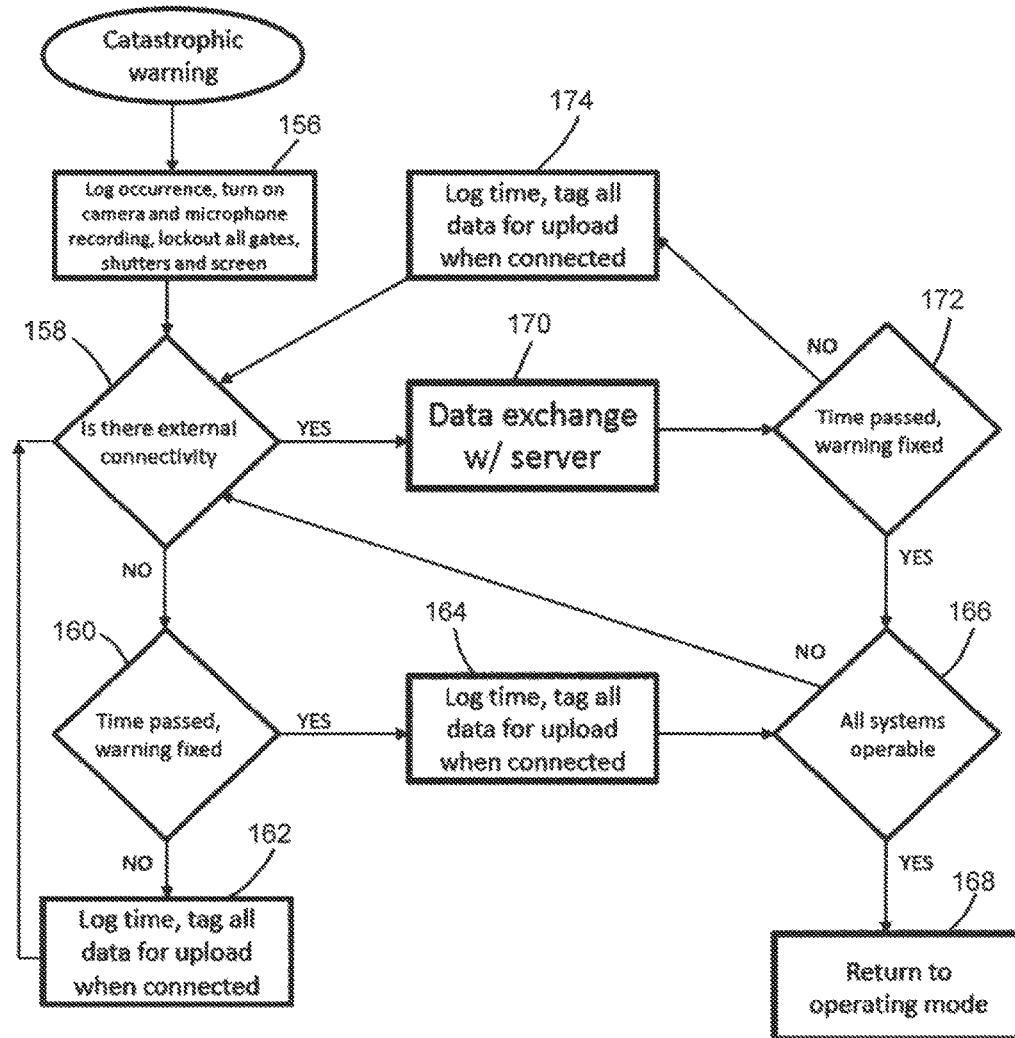 Catastrophic
warning
156
Log occurrence, turn on
camera and microphone
recording, lockout all gates,
shutters and screen
174
Log time, tag all
data for upload
when connected
158
Is there external
connectivity
YES
NO
170
Data exchange
w/ server
172
NO
Time passed,
warning fixed
YES
160
Time passed,
warning fixed
YES
NO
164
Log time, tag all
data for upload
when connected
166
NO
All systems
operable
YES
162
Log time, tag all
data for upload
when connected
168
Return to
operating mode